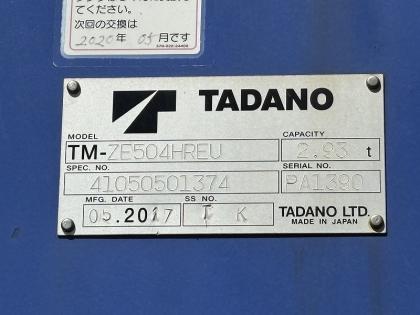 てください。
次回の交換は
2020年 05月です
TADANO
MODEL
CAPACITY
TM-ZE504HREU
2.93 t
SPEC. NO.
SERIAL NO.
41050501374
PA1390
MFG. DATE
SS NO.
05.2017
T K
TADANO LTD.
MADE IN JAPAN